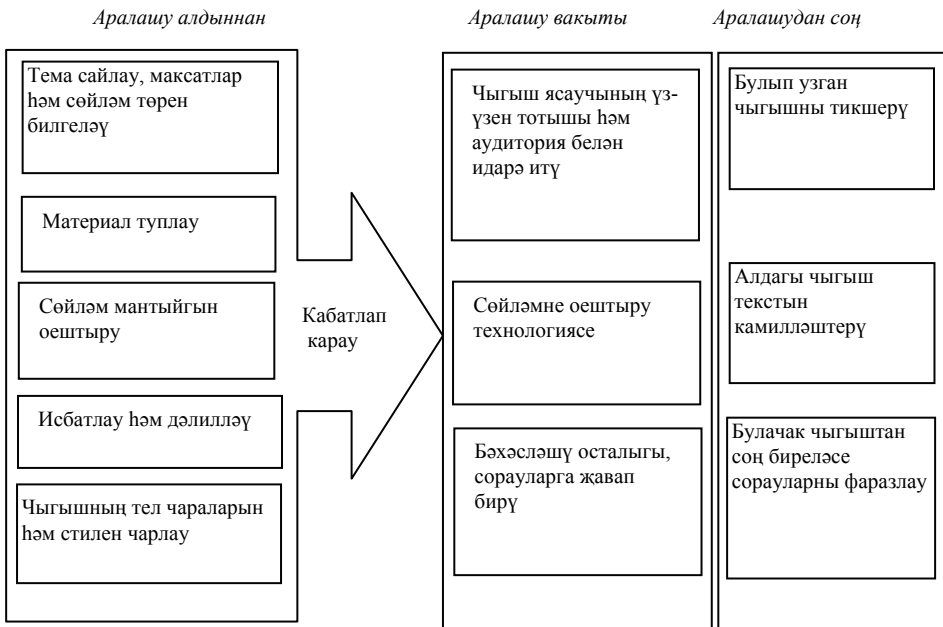 Аралашу алдыннан
Аралашу вакыты
Аралашудан соң
Тема сайлау, максатлар
һәм сөйләм төрен
билгеләү
Материал туплау
Сөйләм мантыйгын
оештыру
Исбатлау һәм дәлилләү
Чыгышның тел чараларын
һәм стилен чарлау
Кабатлап
карау
Чыгыш ясаучының үз-
үзен тотышы һәм
аудитория белән
идарә итү
Сөйләмне оештыру
технологиясе
Бәхәсләшү осталыгы,
сорауларга җавап
бирү
Булып узган
чыгышны тикшерү
Алдагы чыгыш
текстын
камилләштерү
Булачак чыгыштан
соң биреләсе
сорауларны фаразлау